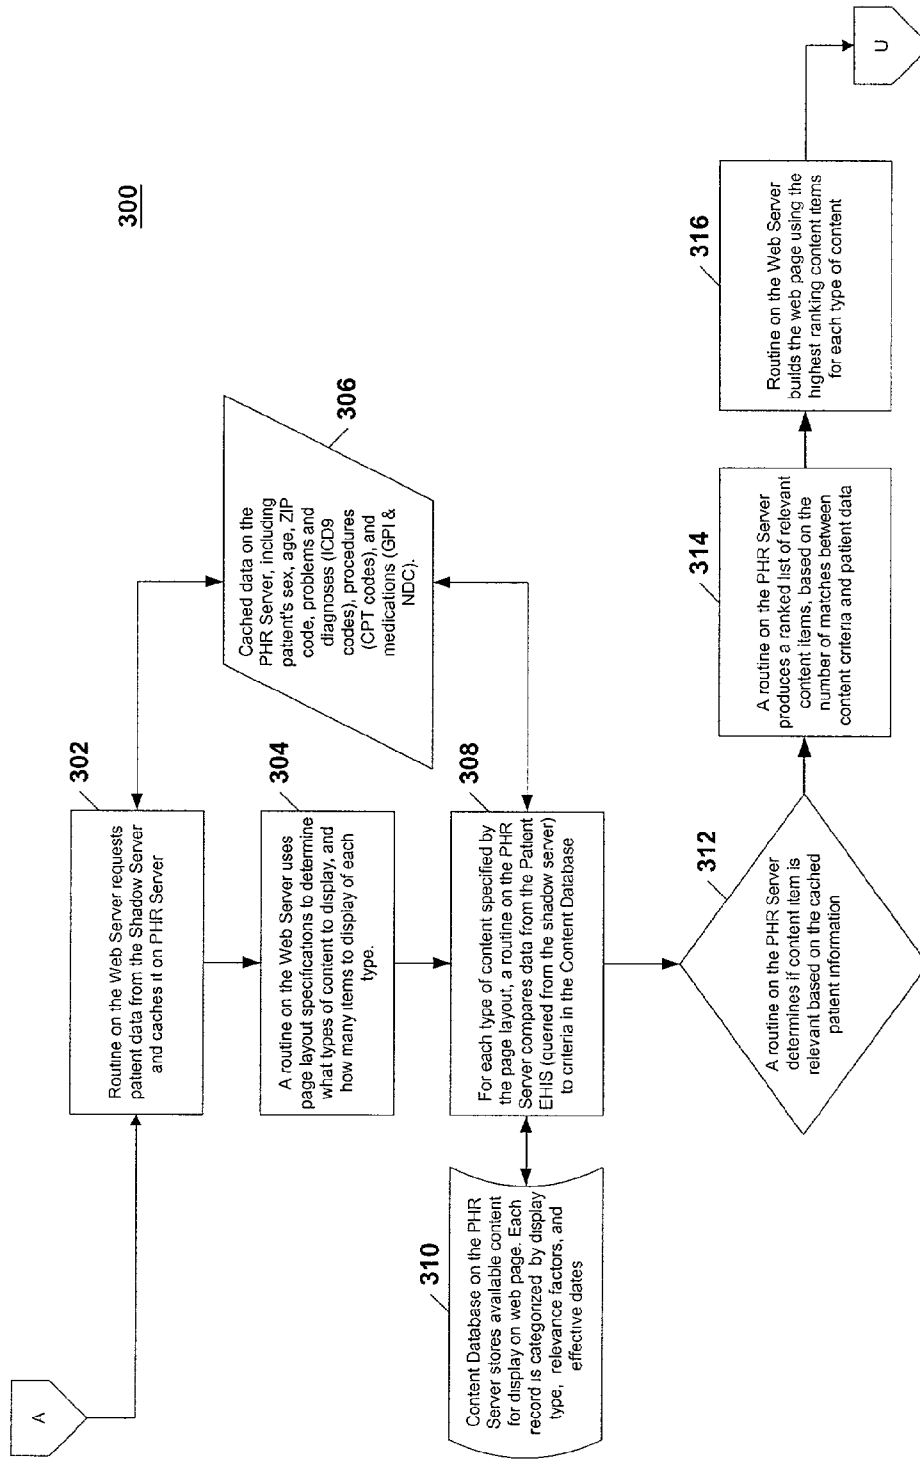 A
300
302
Routine on the Web Server requests
patient data from the Shadow Server
and caches it on PHR Server
304
A routine on the Web Server uses
page layout specifications to determine
what types of content to display, and
how many items to display of each
type.
306
Cached data on the
PHR Server, including
patient's sex, age, ZIP
code, problems and
diagnoses (ICD9
codes), procedures
(CPT codes), and
medications (GPI &
NDC).
308
For each type of content specified by
the page layout, a routine on the PHR
Server compares data from the Patient
EHIS (queried from the shadow server)
to criteria in the Content Database
310
Content Database on the PHR
Server stores available content
for display on web page. Each
record is categorized by display
type, relevance factors, and
effective dates
312
A routine on the PHR Server
determines if content item is
relevant based on the cached
patient information
314
A routine on the PHR Server
produces a ranked list of relevant
content items, based on the
number of matches between
content criteria and patient data
316
Routine on the Web Server
builds the web page using the
highest ranking content items
for each type of content
U